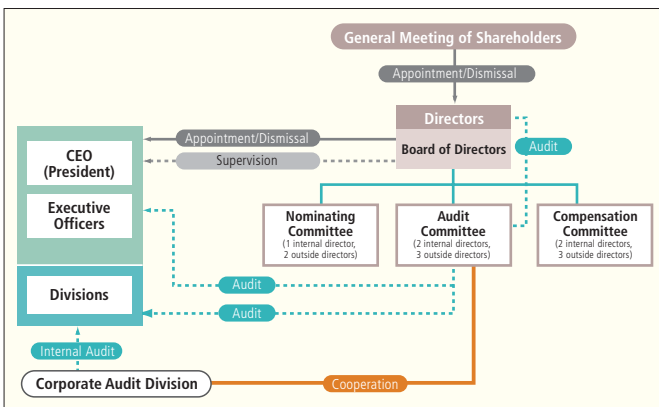 General Meeting of Shareholders
Appointment/Dismissal
Directors
Board of Directors
Audit
Appointment/Dismissal
Supervision
CEO
(President)
Executive
Officers
Divisions
Nominating
Committee
(1 internal director,
2 outside directors)
Audit
Committee
(2 internal directors,
3 outside directors)
Compensation
Committee
(2 internal directors,
3 outside directors)
Audit
Audit
Internal Audit
Corporate Audit Division
Cooperation